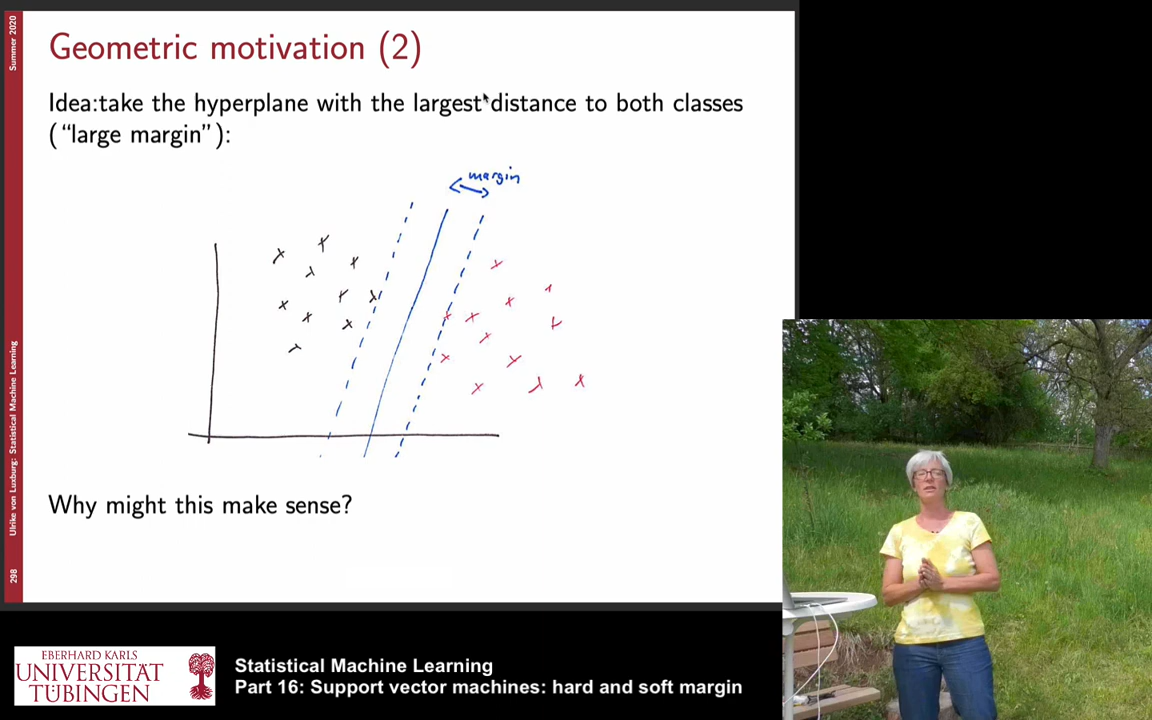 Summer 2020
Geometric motivation (2)
Idea:take the hyperplane with the largest distance to both classes
("large margin"):
margin
Ulrike von Luxburg: Statistical Machine Learning
Why might this make sense?
298
EBERHARD KARLS
UNIVERSITÄT
TÜBINGEN
Statistical Machine Learning
Part 16: Support vector machines: hard and soft margin